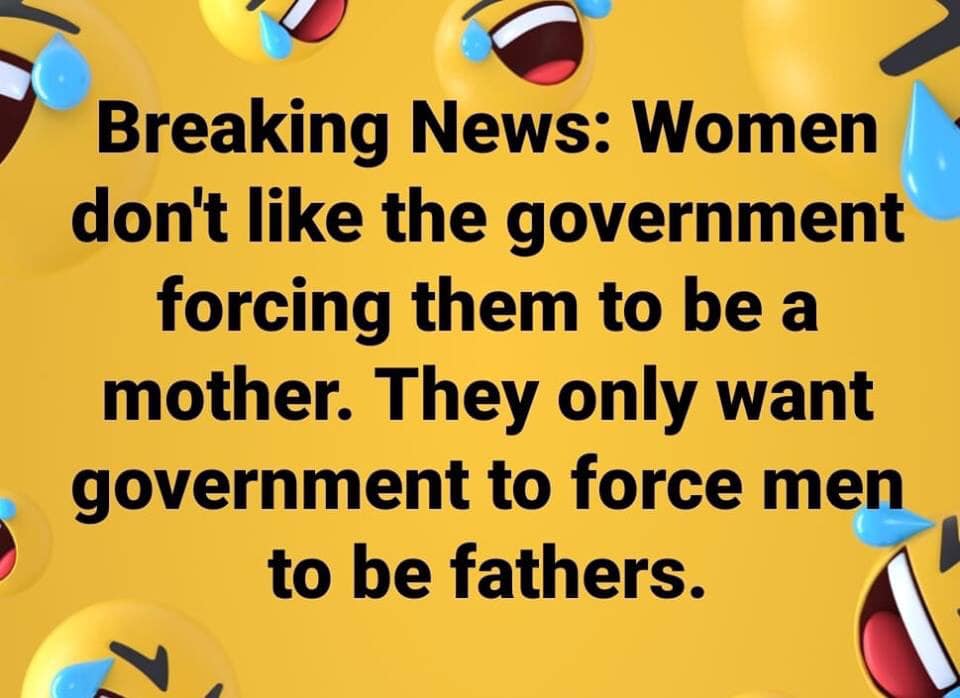 Breaking News: Women
don't like the government
forcing them to be a
mother. They only want
government to force men
to be fathers.